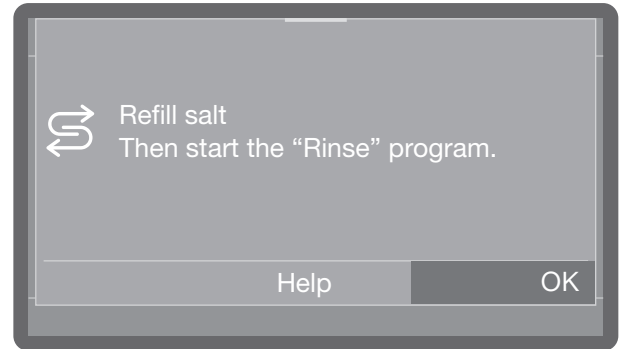 Refill salt
Then start the “Rinse” program.
Help
OK